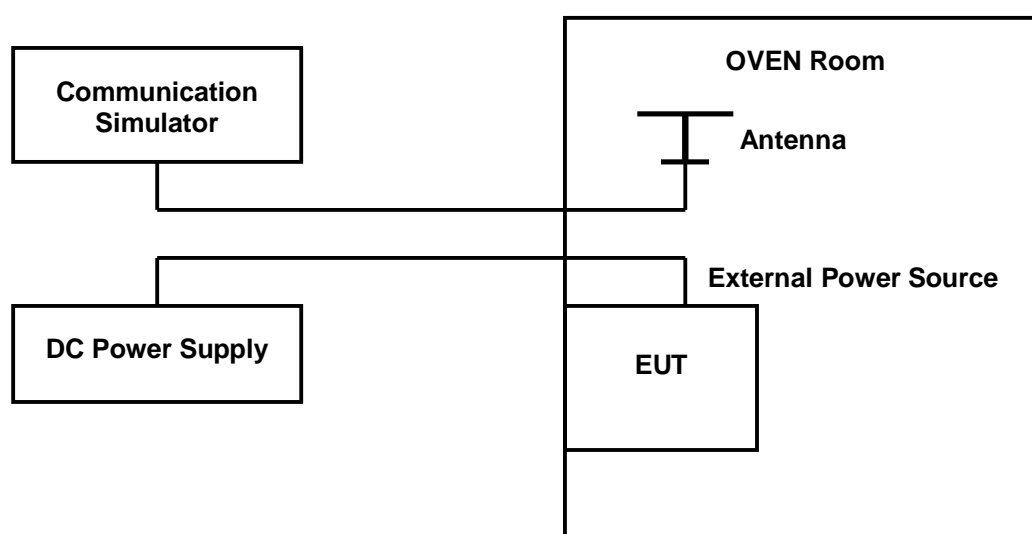 OVEN Room
Communication
Simulator
Antenna
External Power Source
DC Power Supply
EUT